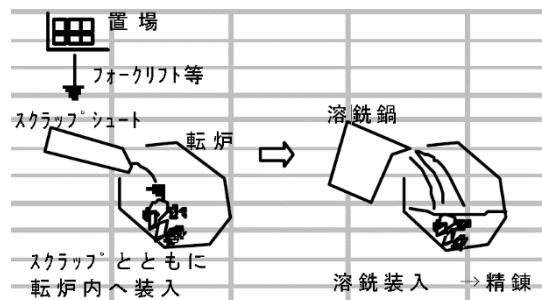 置場
フォークリフト等
スクラップシュート
転炉
溶銑鍋
スクラップとともに
転炉内へ装入
溶銑装入 →精錬